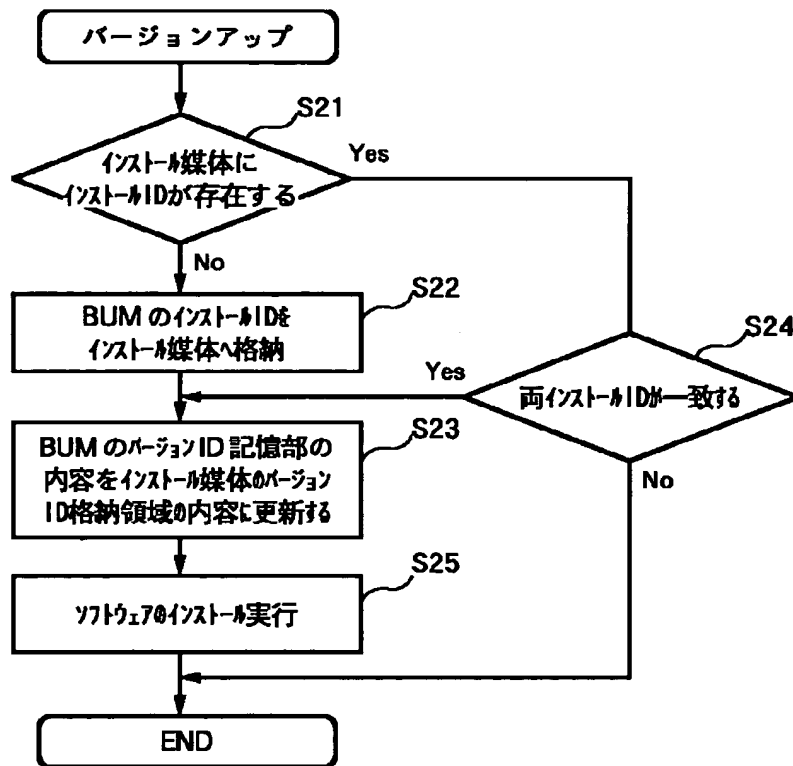 バージョンアップ
S21
インストール媒体に
インストールIDが存在する
Yes
No
S22
BUMのインストールIDを
インストール媒体へ格納
S24
Yes
両インストールIDが一致する
S23
BUMのバージョンID記憶部の
内容をインストール媒体のバージョン
ID格納領域の内容に更新する
No
S25
ソフトウェアのインストール実行
END